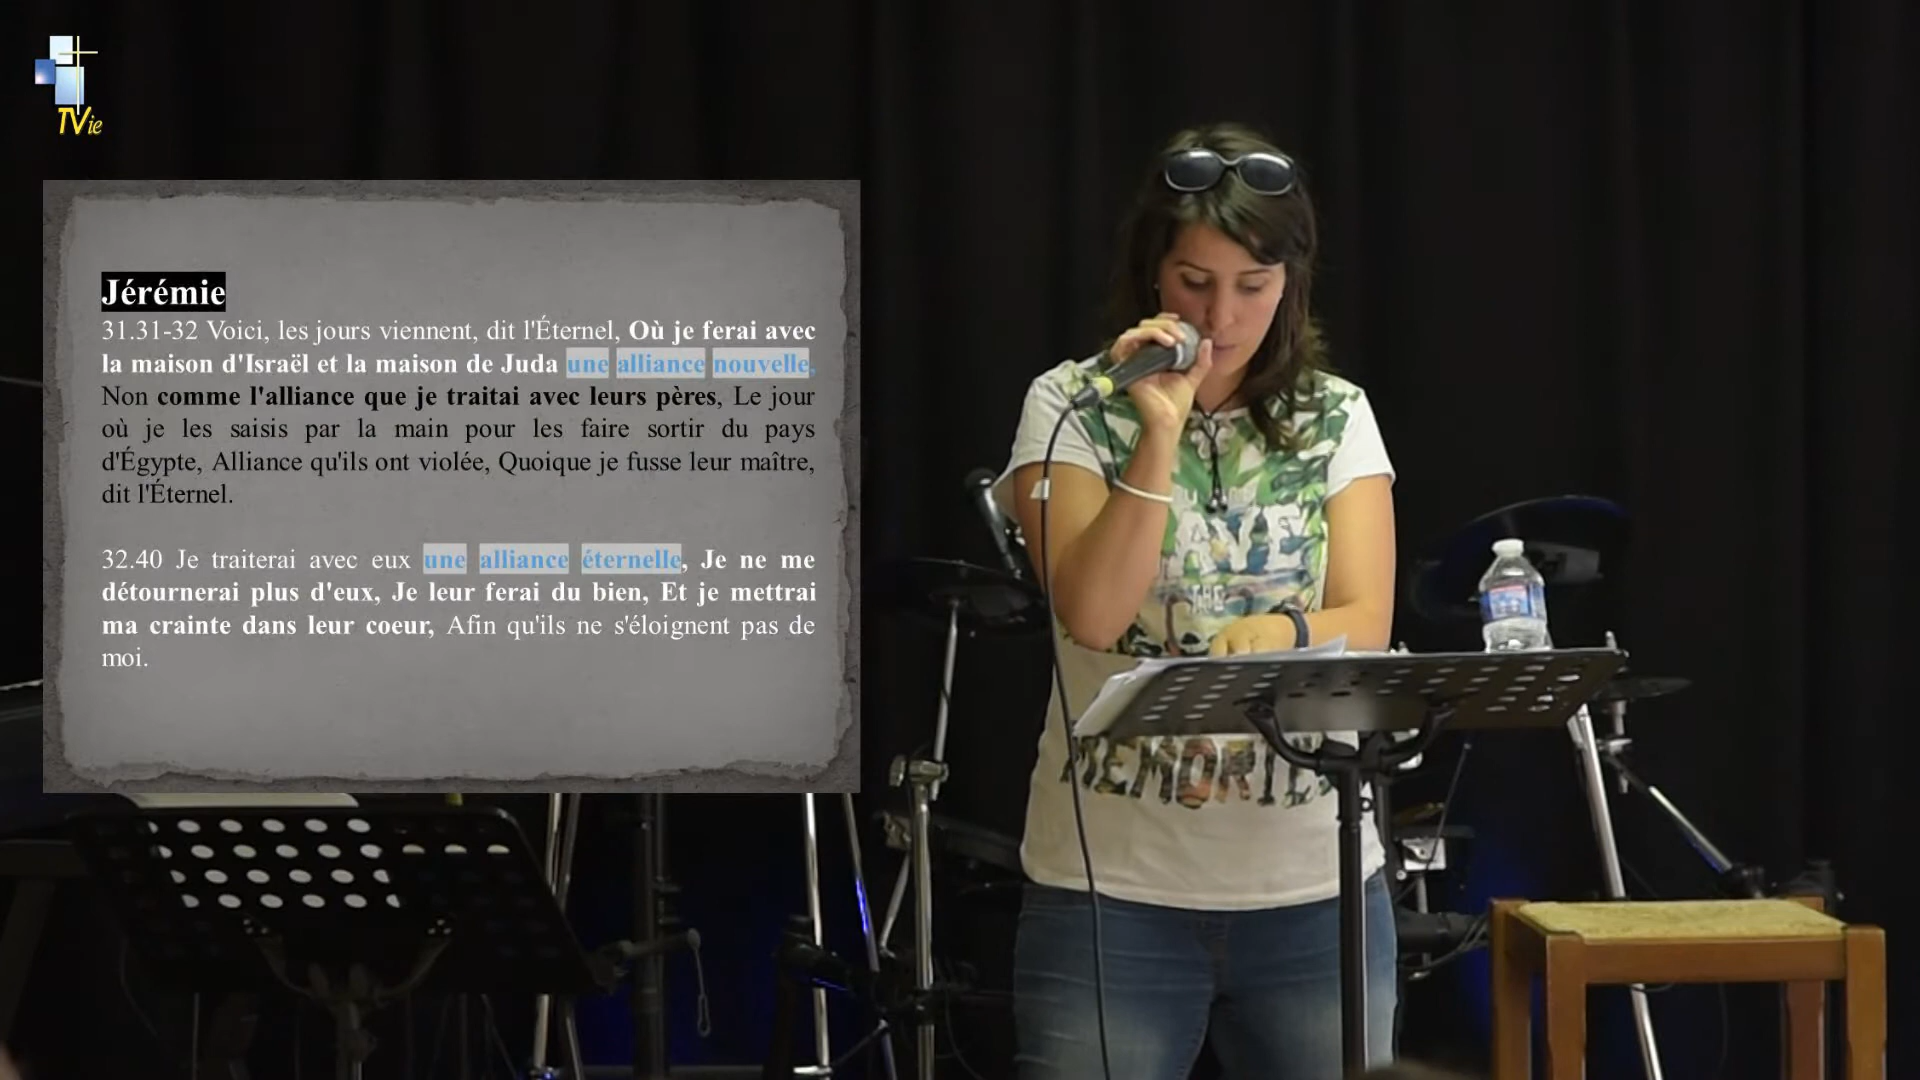 TVie
Jérémie
31.31-32 Voici, les jours viennent, dit l'Éternel, Où je ferai avec
la maison d'Israël et la maison de Juda une alliance nouvelle,
Non comme l'alliance que je traitai avec leurs pères, Le jour
où je les saisis par la main pour les faire sortir du pays
d'Égypte, Alliance qu'ils ont violée, Quoique je fusse leur maître,
dit l'Éternel.
32.40 Je traiterai avec eux une alliance éternelle, Je ne me
détournerai plus d'eux, Je leur ferai du bien, Et je mettrai
ma crainte dans leur coeur, Afin qu'ils ne s'éloignent pas de
moi.
THE
MEMORIES